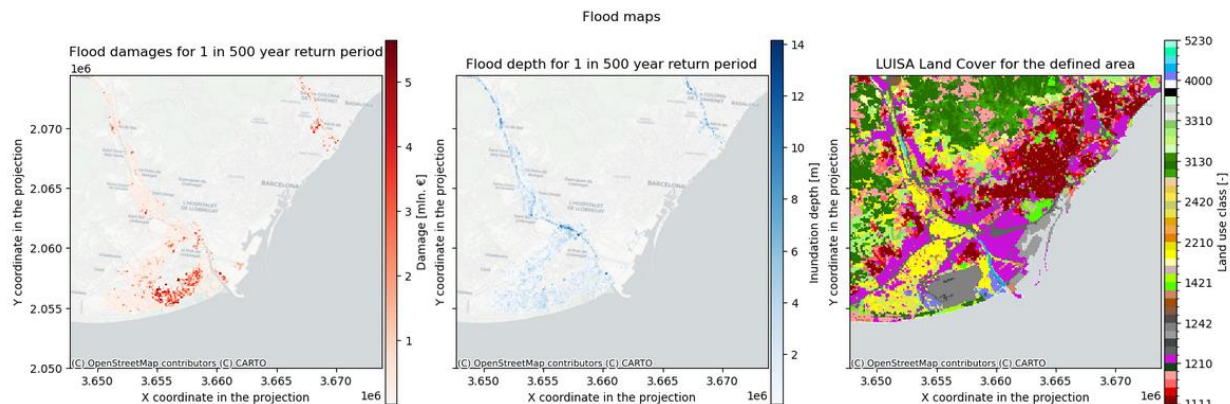 Flood maps
Flood damages for 1 in 500 year return period
1e6
2.070
2.065
2.060
2.055
2.050
Y coordinate in the projection
BARCELONA
L'HOSPITALET
DE LLOBREGAT
(C) OpenStreetMap contributors (C) CARTO
3.650
3.655
3.660
3.665
3.670
1e6
X coordinate in the projection
5
4
3
2
1
Damage [mln. €]
Flood depth for 1 in 500 year return period
Y coordinate in the projection
BARCELONA
L'HOSPITALET
DE LLOBREGAT
(C) OpenStreetMap contributors (C) CARTO
3.650
3.655
3.660
3.665
3.670
1e6
X coordinate in the projection
14
12
10
8
6
4
2
Inundation depth [m]
LUISA Land Cover for the defined area
Y coordinate in the projection
(C) OpenStreetMap contributors (C) CARTO
3.650
3.655
3.660
3.665
3.670
1e6
X coordinate in the projection
5230
4000
3310
3130
2420
2210
1421
1242
1210
1111
Land use class [-]